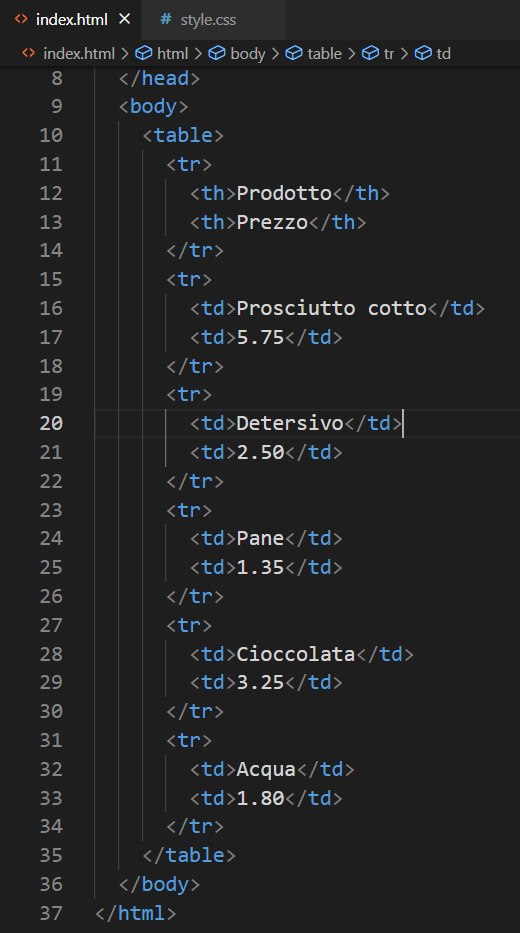 <> index.html × # style.css
<> index.html > html > body > table > tr > td
8 </head>
9 <body>
10 <table>
11 <tr>
12 <th>Prodotto</th>
13 <th>Prezzo</th>
14 </tr>
15 <tr>
16 <td>Prosciutto cotto</td>
17 <td>5.75</td>
18 </tr>
19 <tr>
20 <td>Detersivo</td>
21 <td>2.50</td>
22 </tr>
23 <tr>
24 <td>Pane</td>
25 <td>1.35</td>
26 </tr>
27 <tr>
28 <td>Cioccolata</td>
29 <td>3.25</td>
30 </tr>
31 <tr>
32 <td>Acqua</td>
33 <td>1.80</td>
34 </tr>
35 </table>
36 </body>
37 </html>